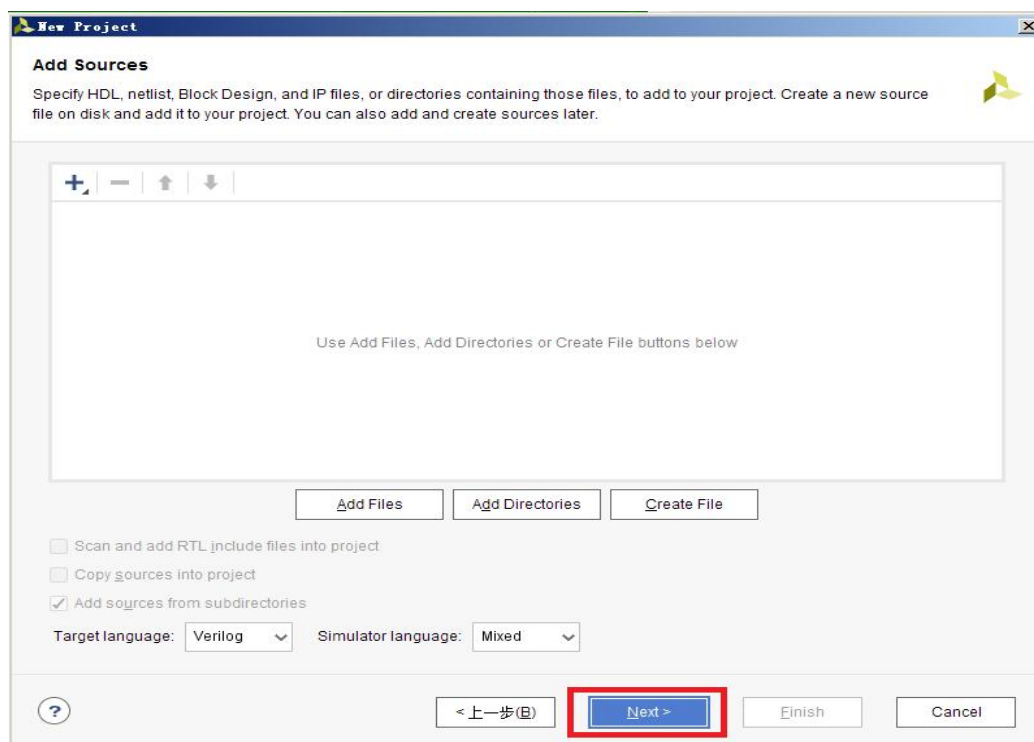 New Project
Add Sources
Specify HDL, netlist, Block Design, and IP files, or directories containing those files, to add to your project. Create a new source
file on disk and add it to your project. You can also add and create sources later.
Use Add Files, Add Directories or Create File buttons below
Add Files Add Directories Create File
Scan and add RTL include files into project
Copy sources into project
Add sources from subdirectories
Target language: Verilog Simulator language: Mixed
? <上一步(B) Next > Finish Cancel